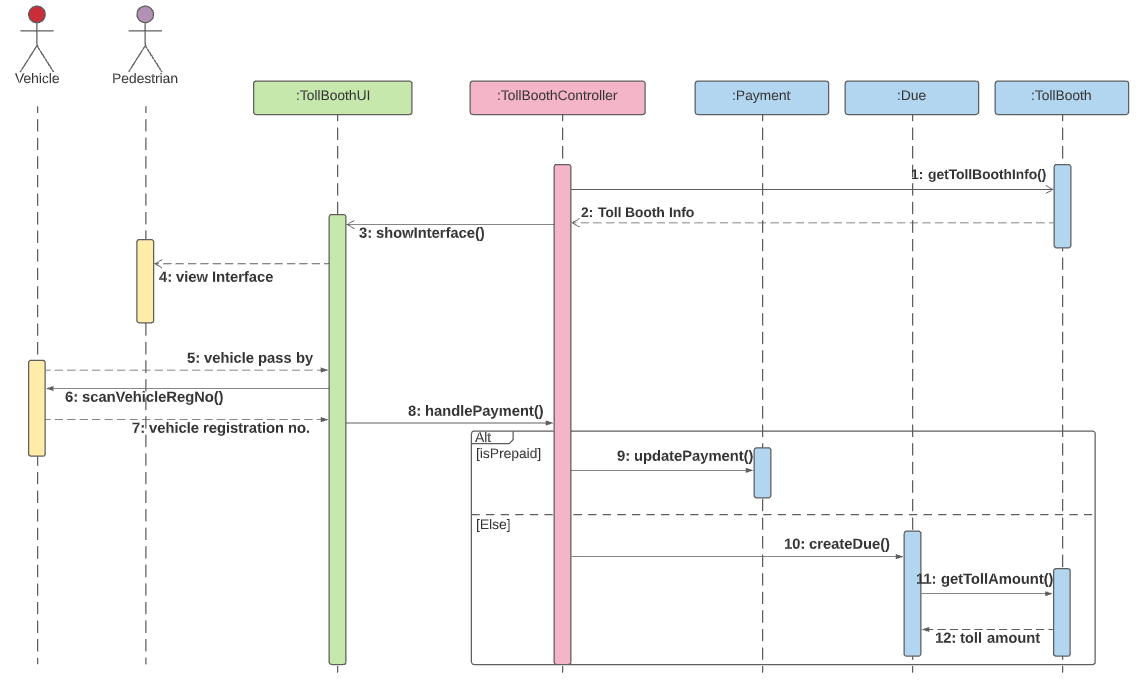 Vehicle
Pedestrian
:TollBoothUI
:TollBoothController
:Payment
:Due
:TollBooth
1: getTollBoothInfo()
2: Toll Booth Info
3: showInterface()
4: view Interface
5: vehicle pass by
6: scanVehicleRegNo()
7: vehicle registration no.
8: handlePayment()
Alt
[isPrepaid]
9: updatePayment()
[Else]
10: createDue()
11: getTollAmount()
12: toll amount